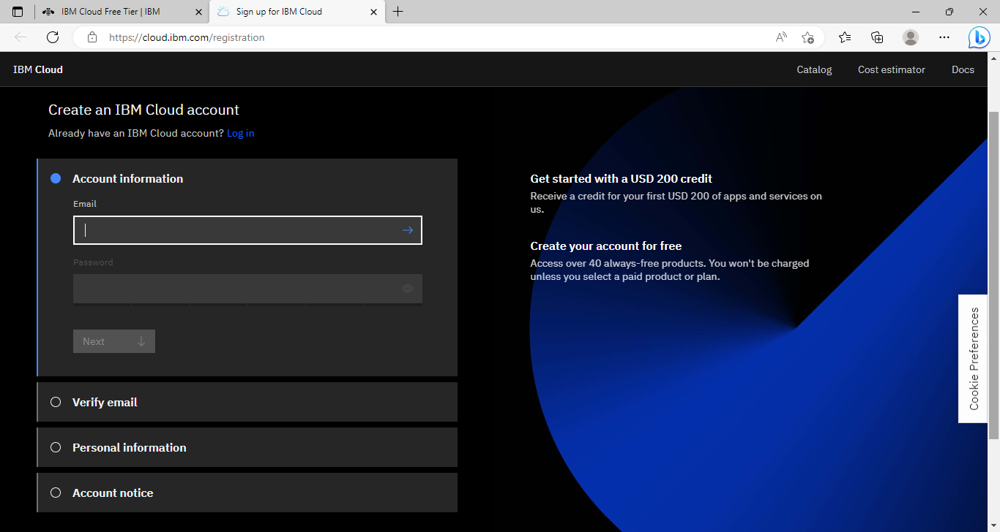 IBM Cloud Free Tier | IBM
Sign up for IBM Cloud
https://cloud.ibm.com/registration
IBM Cloud
Catalog
Cost estimator
Docs
Create an IBM Cloud account
Already have an IBM Cloud account? Log in
Account information
Email
Password
Next
Verify email
Personal information
Account notice
Get started with a USD 200 credit
Receive a credit for your first USD 200 of apps and services on
us.
Create your account for free
Access over 40 always-free products. You won't be charged
unless you select a paid product or plan.
Cookie Preferences